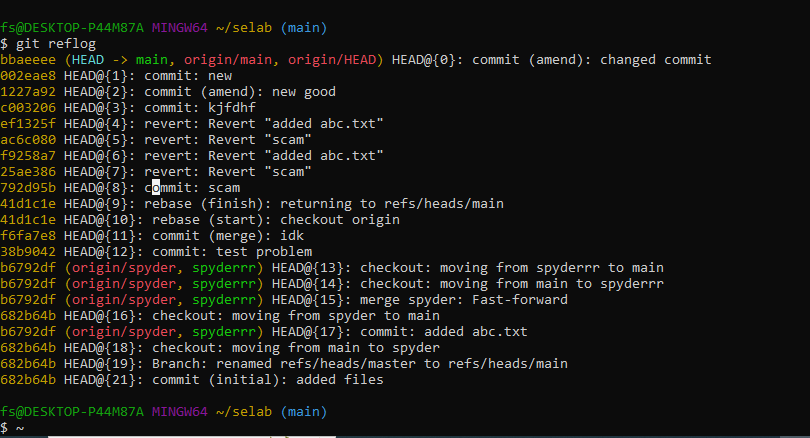 fs@DESKTOP-P44M87A MINGW64 ~/selab (main)
$ git reflog
bbaeeee (HEAD -> main, origin/main, origin/HEAD) HEAD@{0}: commit (amend): changed commit
002eae8 HEAD@{1}: commit: new
1227a92 HEAD@{2}: commit (amend): new good
c003206 HEAD@{3}: commit: kjfdhf
ef1325f HEAD@{4}: revert: Revert "added abc.txt"
ac6c080 HEAD@{5}: revert: Revert "scam"
f9258a7 HEAD@{6}: revert: Revert "added abc.txt"
25ae386 HEAD@{7}: revert: Revert "scam"
792d95b HEAD@{8}: commit: scam
41d1c1e HEAD@{9}: rebase (finish): returning to refs/heads/main
41d1c1e HEAD@{10}: rebase (start): checkout origin
f6fa7e8 HEAD@{11}: commit (merge): idk
38b9042 HEAD@{12}: commit: test problem
b6792df (origin/spyder, spyderrr) HEAD@{13}: checkout: moving from spyderrr to main
b6792df (origin/spyder, spyderrr) HEAD@{14}: checkout: moving from main to spyderrr
b6792df (origin/spyder, spyderrr) HEAD@{15}: merge spyder: Fast-forward
682b64b HEAD@{16}: checkout: moving from spyder to main
b6792df (origin/spyder, spyderrr) HEAD@{17}: commit: added abc.txt
682b64b HEAD@{18}: checkout: moving from main to spyder
682b64b HEAD@{19}: Branch: renamed refs/heads/master to refs/heads/main
682b64b HEAD@{21}: commit (initial): added files
fs@DESKTOP-P44M87A MINGW64 ~/selab (main)
$ ~